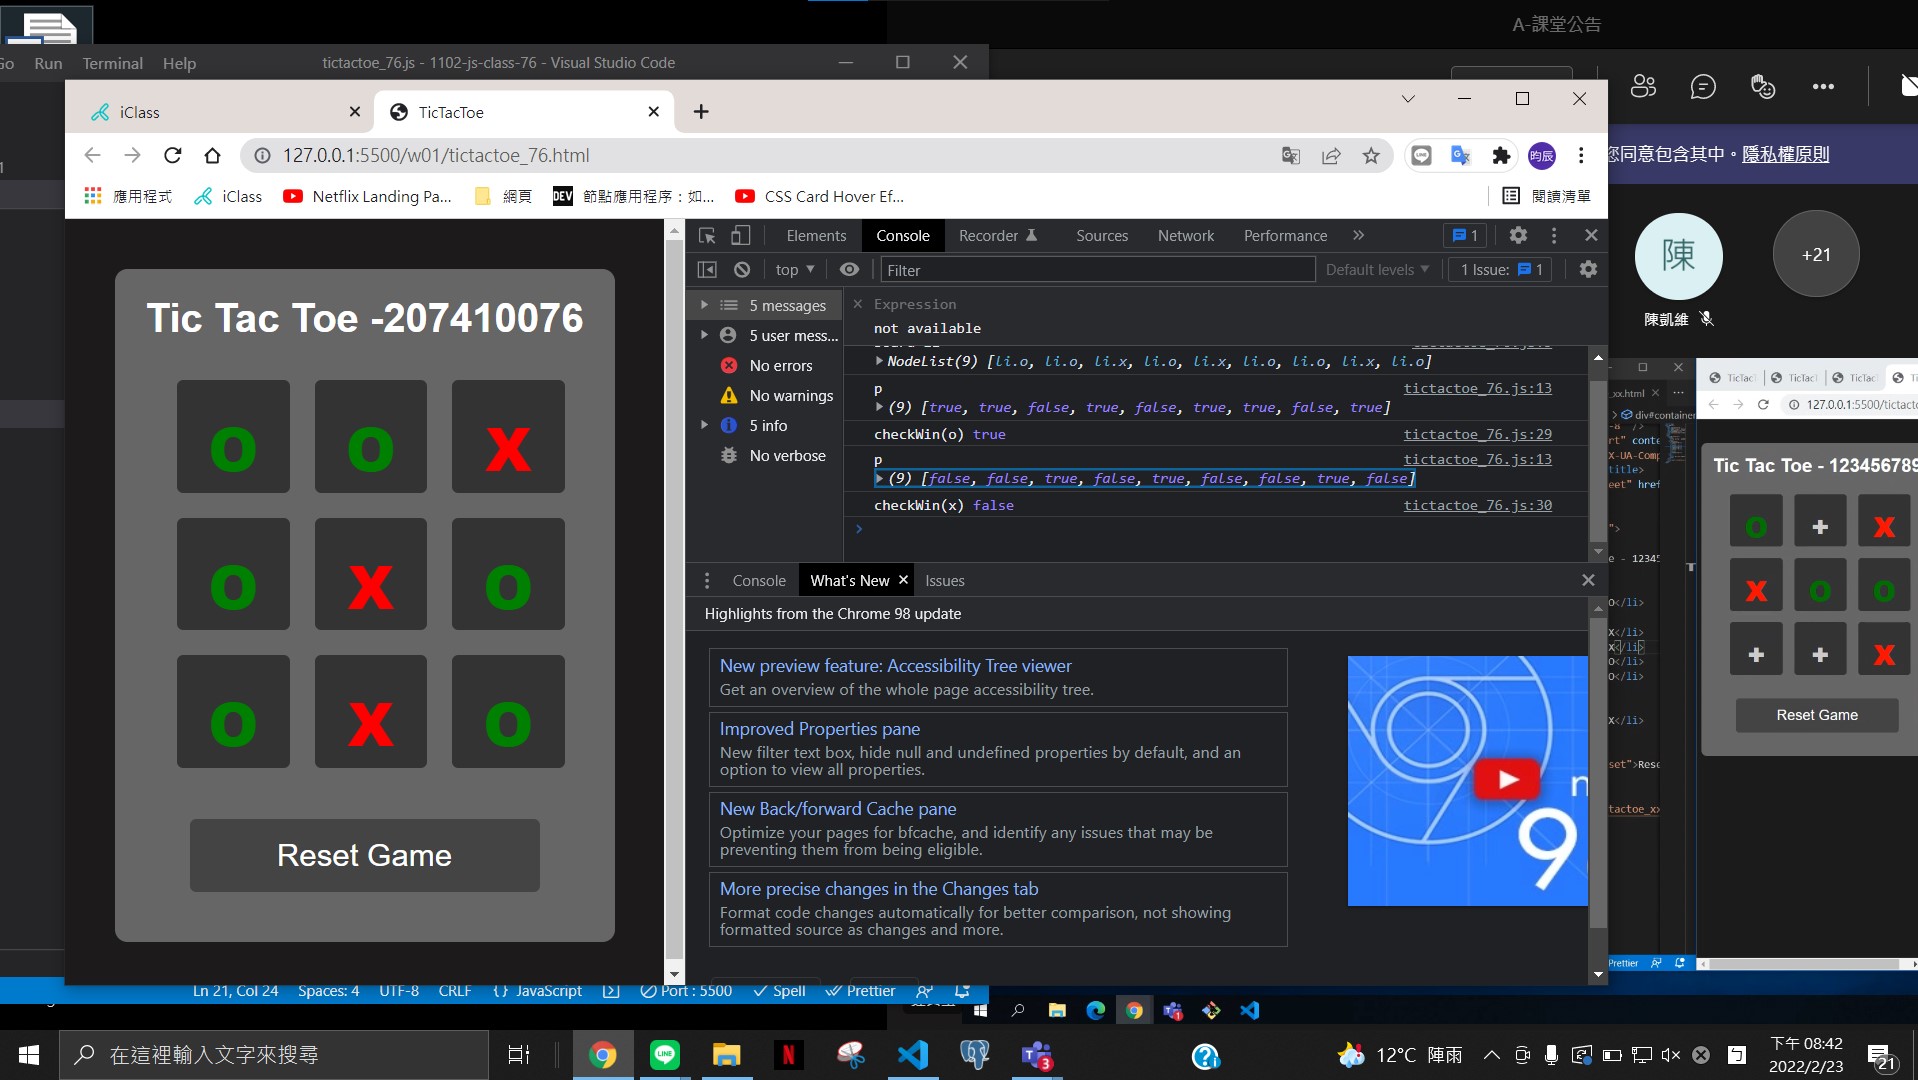 A-課堂公告
Run Terminal Help
tictactoe_76.js - 1102-js-class-76 - Visual Studio Code
iClass
TicTacToe
127.0.0.1:5500/w01/tictactoe_76.html
昀辰
應用程式
iClass
Netflix Landing Pa...
網頁
DEV 節點應用程序：如...
CSS Card Hover Ef...
閱讀清單
您同意包含其中。隱私權原則
陳
+21
陳凱維
Tic Tac Toe -207410076
o o x
o x o
o x o
Reset Game
Elements Console Recorder Sources Network Performance
1
top
Filter
Default levels
1 Issue: 1
5 messages
5 user mess...
No errors
No warnings
5 info
No verbose
Expression
not available
NodeList(9) [li.o, li.o, li.x, li.o, li.x, li.o, li.o, li.x, li.o]
p tictactoe_76.js:13
(9) [true, true, false, true, false, true, true, false, true]
checkWin(o) true tictactoe_76.js:29
p tictactoe_76.js:13
(9) [false, false, true, false, true, false, false, true, false]
checkWin(x) false tictactoe_76.js:30
Console What's New Issues
Highlights from the Chrome 98 update
New preview feature: Accessibility Tree viewer
Get an overview of the whole page accessibility tree.
Improved Properties pane
New filter text box, hide null and undefined properties by default, and an
option to view all properties.
New Back/forward Cache pane
Optimize your pages for bfcache, and identify any issues that may be
preventing them from being eligible.
More precise changes in the Changes tab
Format code changes automatically for better comparison, not showing
formatted source as changes and more.
127.0.0.1:5500/tictacto
Tic Tac Toe - 123456789
o + x
x o o
+ + x
Reset Game
Prettier
Ln 21, Col 24 Spaces: 4 UTF-8 CRLF {} JavaScript Port : 5500 Spell Prettier
在這裡輸入文字來搜尋
12°C 陣雨
下午 08:42
2022/2/23
21